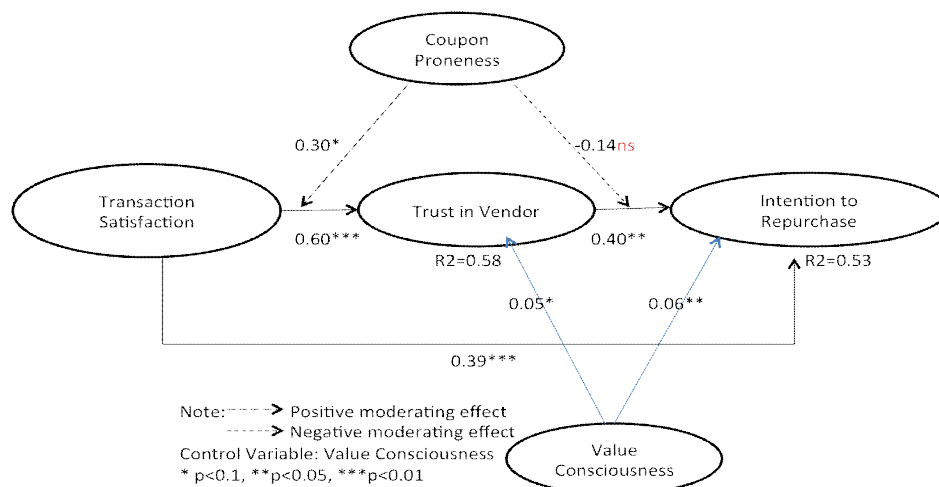 Coupon
Proneness
0.30*
-0.14ns
Transaction
Satisfaction
Trust in Vendor
Intention to
Repurchase
0.60***
0.40**
R2=0.58
R2=0.53
0.05*
0.06**
0.39***
Note: Positive moderating effect
Negative moderating effect
Control Variable: Value Consciousness
* p<0.1, **p<0.05, ***p<0.01
Value
Consciousness